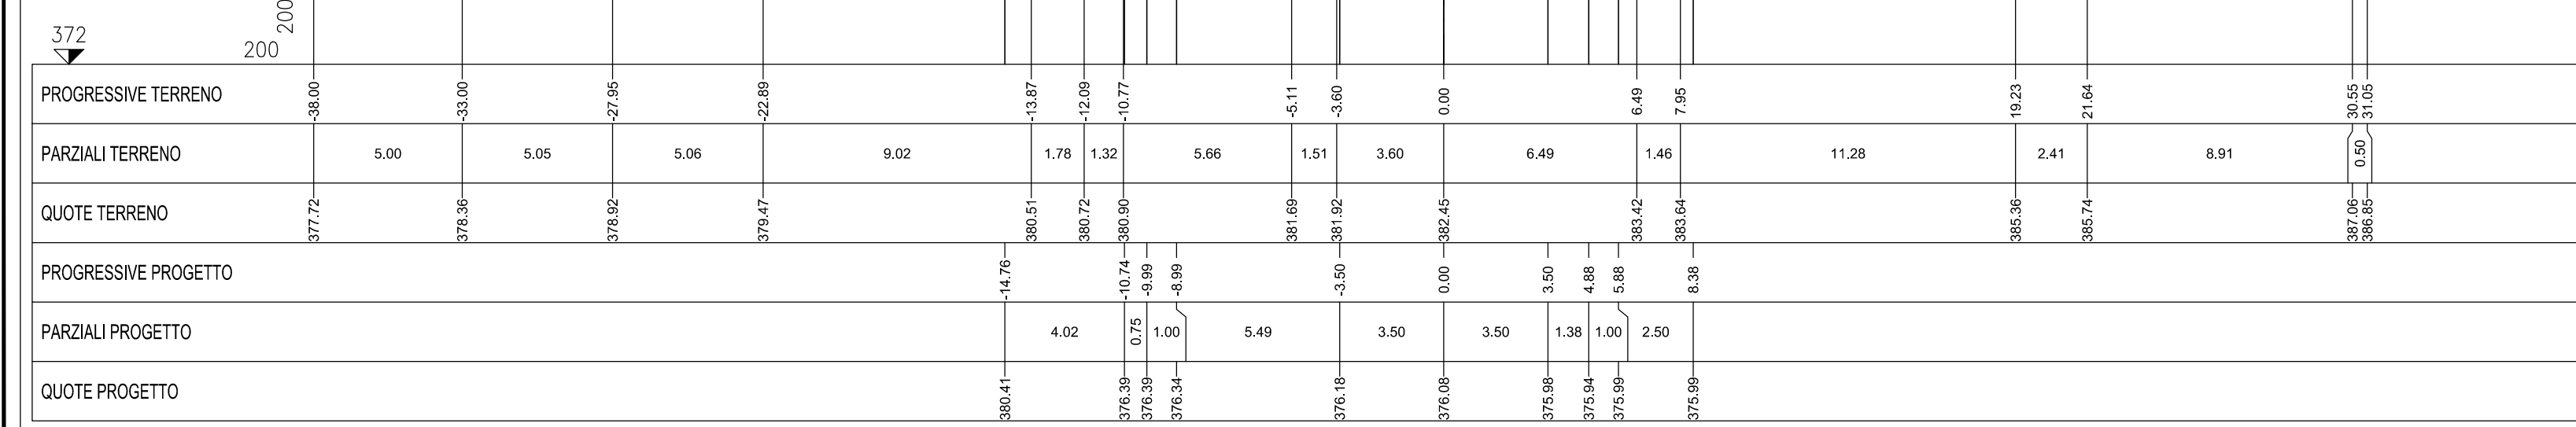 200
372
200
PROGRESSIVE TERRENO -38.00 -33.00 -27.95 -22.89 -13.87 -12.09 -10.77 -5.11 -3.60 0.00 6.49 7.95 19.23 21.64 30.55 31.05
PARZIALI TERRENO 5.00 5.05 5.06 9.02 1.78 1.32 5.66 1.51 3.60 6.49 1.46 11.28 2.41 8.91 0.50
QUOTE TERRENO 377.72 378.36 378.92 379.47 380.51 380.72 380.90 381.69 381.92 382.45 383.42 383.64 385.36 385.74 387.06 386.85
PROGRESSIVE PROGETTO -14.76 -10.74 -9.99 -8.99 -3.50 0.00 3.50 4.88 5.88 8.38
PARZIALI PROGETTO 4.02 0.75 1.00 5.49 3.50 3.50 1.38 1.00 2.50
QUOTE PROGETTO 380.41 376.39 376.39 376.34 376.18 376.08 375.98 375.94 375.99 375.99